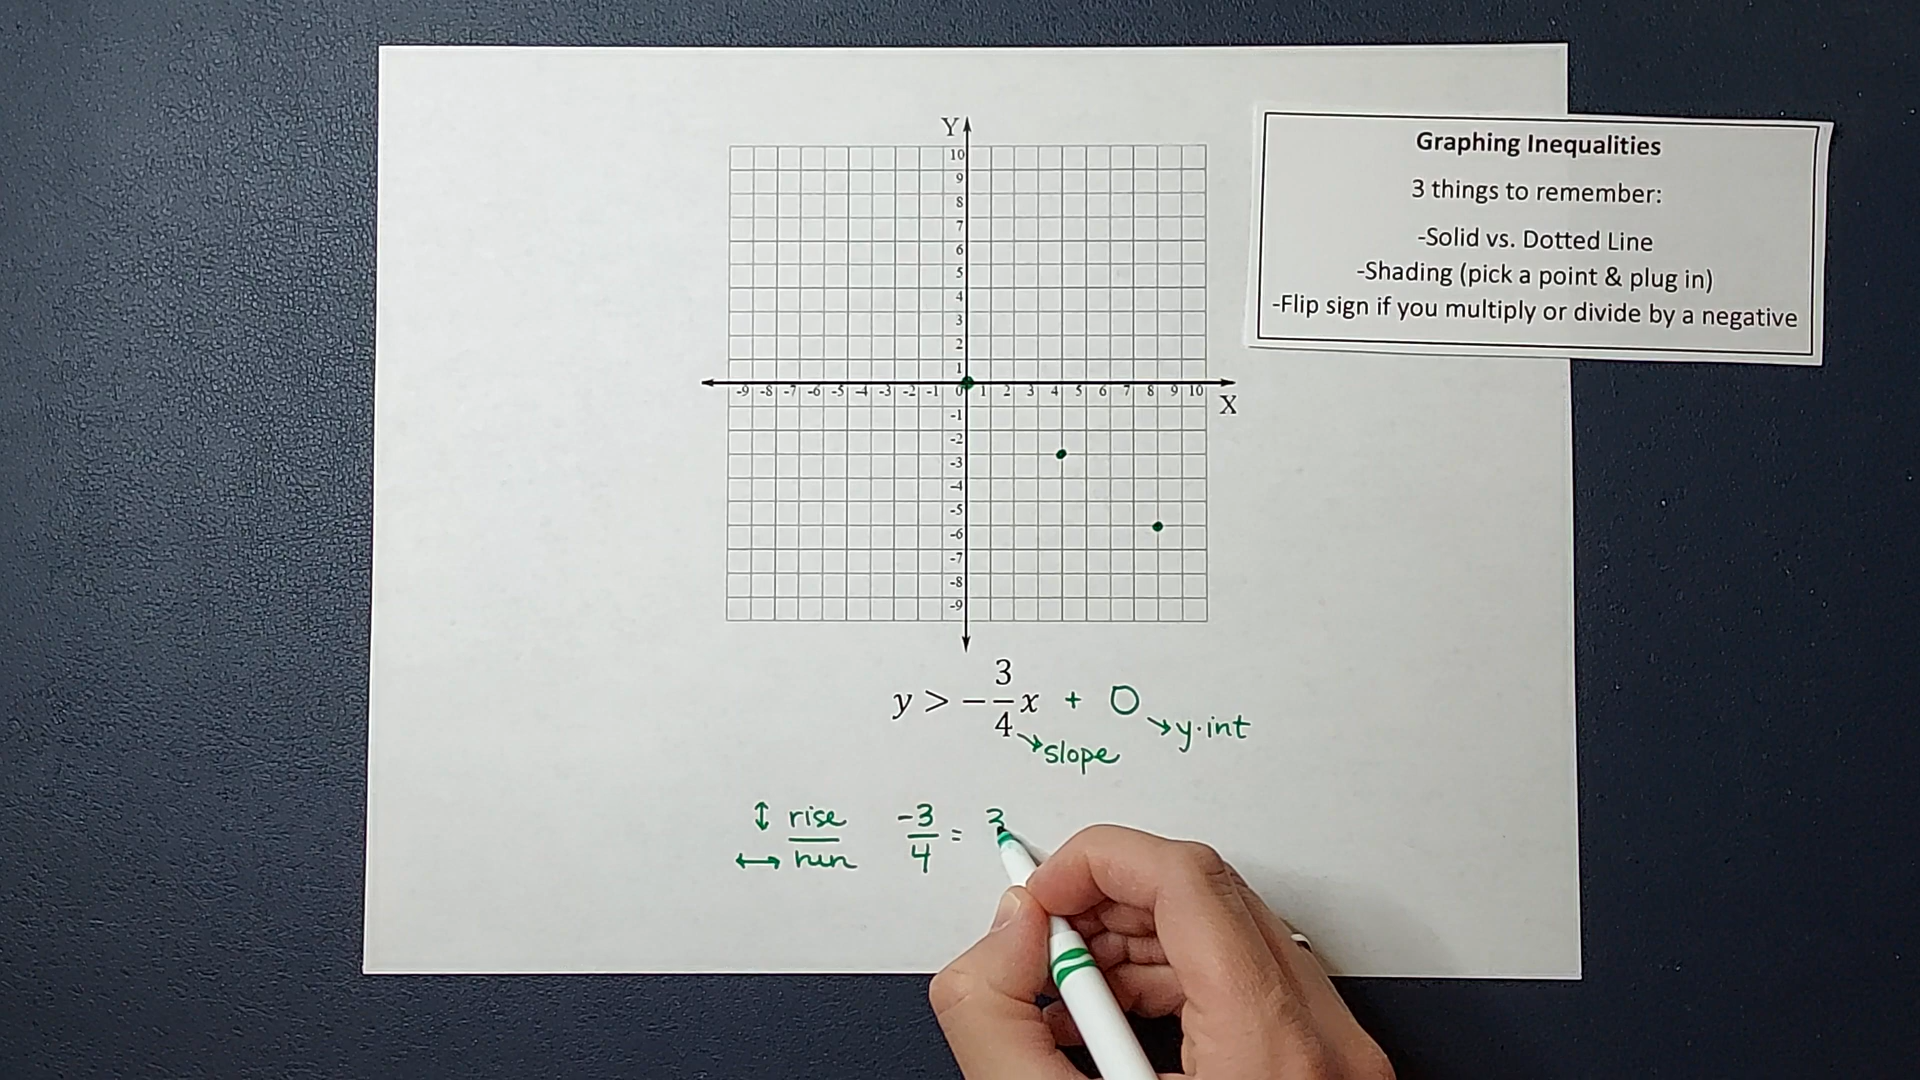 Graphing Inequalities
3 things to remember:
-Solid vs. Dotted Line
-Shading (pick a point & plug in)
-Flip sign if you multiply or divide by a negative
Y
10
9
8
7
6
5
4
3
2
1
-9 -8 -7 -6 -5 -4 -3 -2 -1 0 1 2 3 4 5 6 7 8 9 10
X
-1
-2
-3
-4
-5
-6
-7
-8
-9
y > -3/4 x + 0
→y-int
→slope
↕ rise -3 = 3
↔ run 4